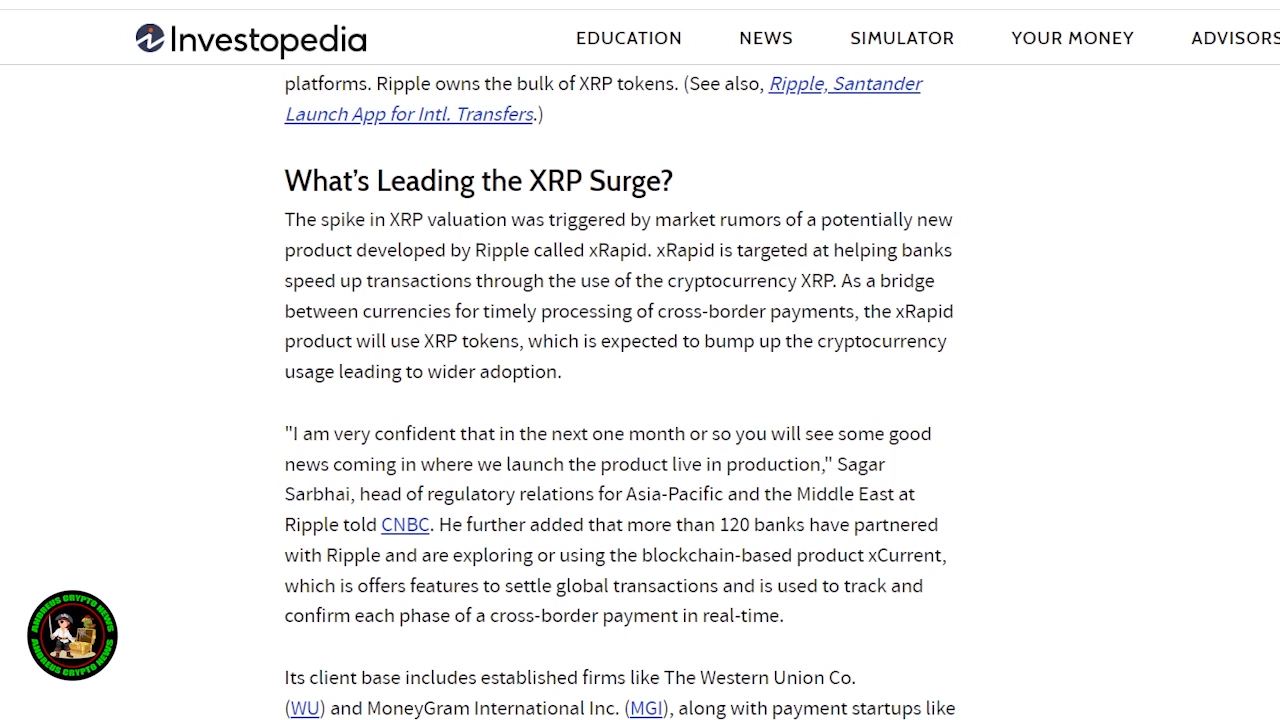 Investopedia
EDUCATION NEWS SIMULATOR YOUR MONEY ADVISORS
platforms. Ripple owns the bulk of XRP tokens. (See also, Ripple, Santander
Launch App for Intl. Transfers.)
What's Leading the XRP Surge?
The spike in XRP valuation was triggered by market rumors of a potentially new
product developed by Ripple called xRapid. xRapid is targeted at helping banks
speed up transactions through the use of the cryptocurrency XRP. As a bridge
between currencies for timely processing of cross-border payments, the xRapid
product will use XRP tokens, which is expected to bump up the cryptocurrency
usage leading to wider adoption.
"I am very confident that in the next one month or so you will see some good
news coming in where we launch the product live in production," Sagar
Sarbhai, head of regulatory relations for Asia-Pacific and the Middle East at
Ripple told CNBC. He further added that more than 120 banks have partnered
with Ripple and are exploring or using the blockchain-based product xCurrent,
which is offers features to settle global transactions and is used to track and
confirm each phase of a cross-border payment in real-time.
ANDREUS CRYPTO NEWS
ANDREUS CRYPTO NEWS
Its client base includes established firms like The Western Union Co.
(WU) and MoneyGram International Inc. (MGI), along with payment startups like